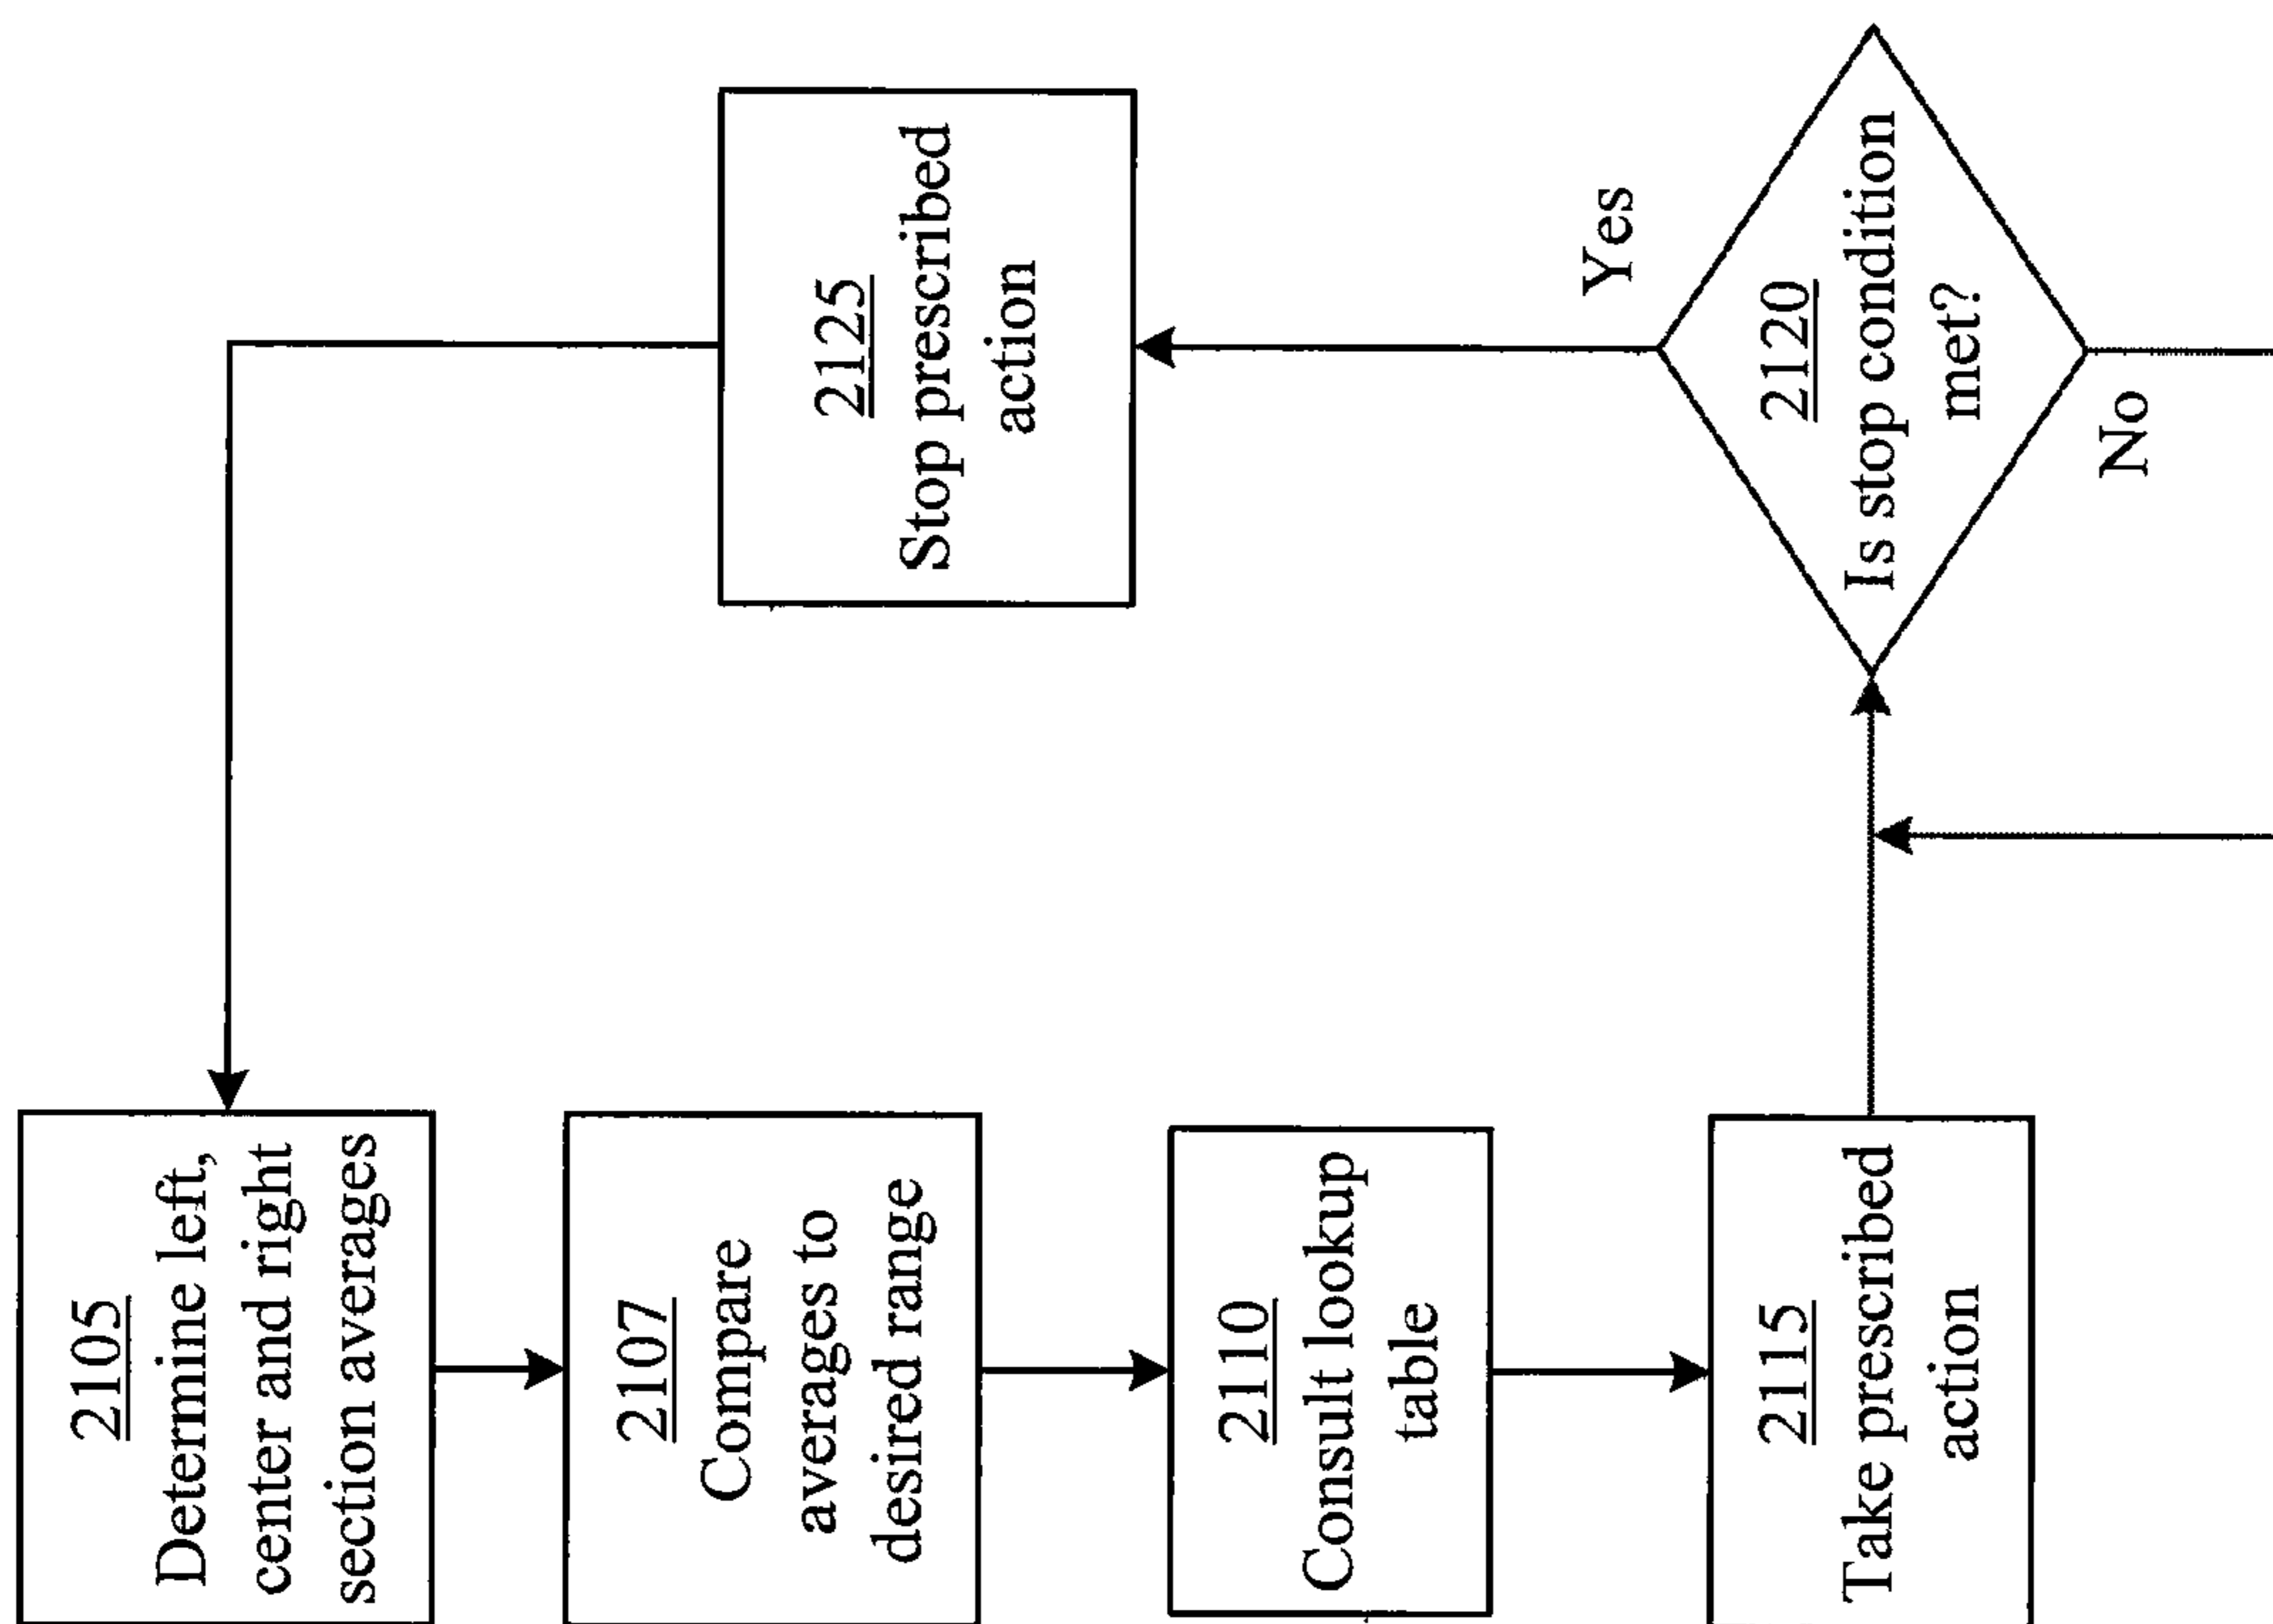 2105
Determine left,
center and right
section averages
2107
Compare
averages to
desired range
2110
Consult lookup
table
2115
Take prescribed
action
2120
Is stop condition
met?
Yes
No
2125
Stop prescribed
action